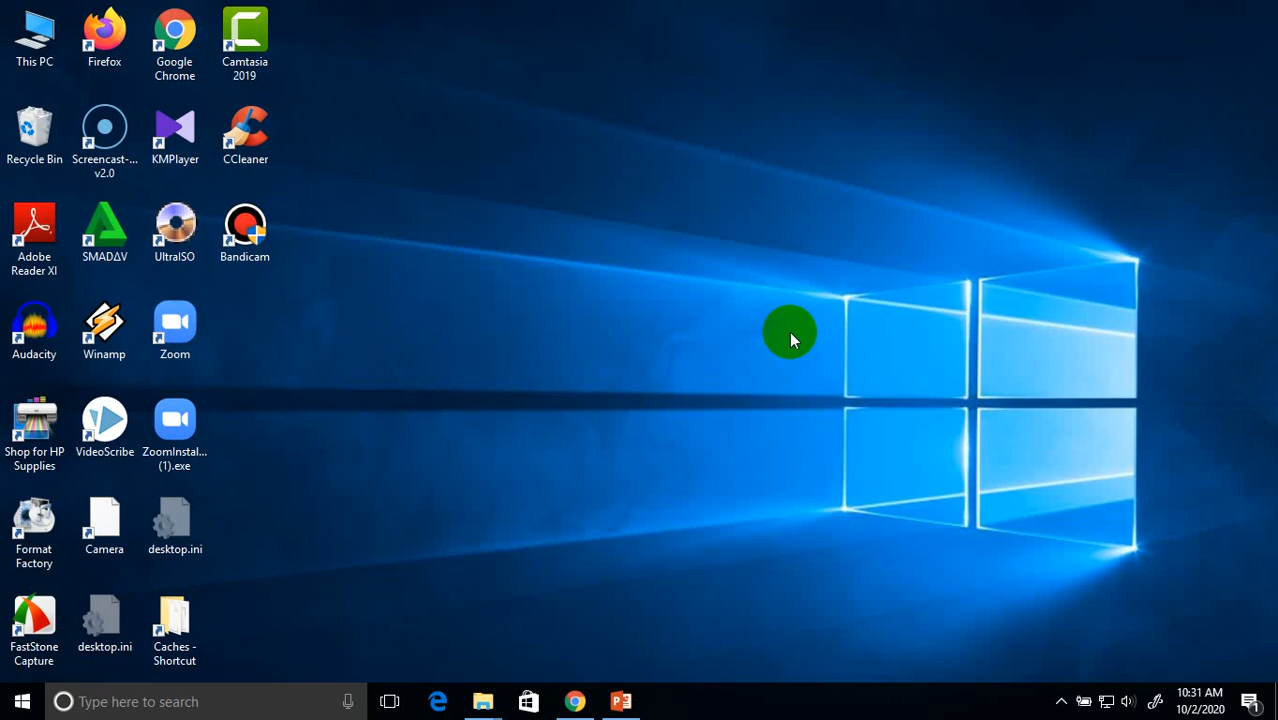 This PC
Firefox
Google
Chrome
Camtasia
2019
Recycle Bin
Screencast-...
v2.0
KMPlayer
CCleaner
Adobe
Reader XI
SMADΔV
UltraISO
Bandicam
Audacity
Winamp
Zoom
Shop for HP
Supplies
VideoScribe
ZoomInstal...
(1).exe
Format
Factory
Camera
desktop.ini
FastStone
Capture
desktop.ini
Caches -
Shortcut
Type here to search
10:31 AM
10/2/2020
1